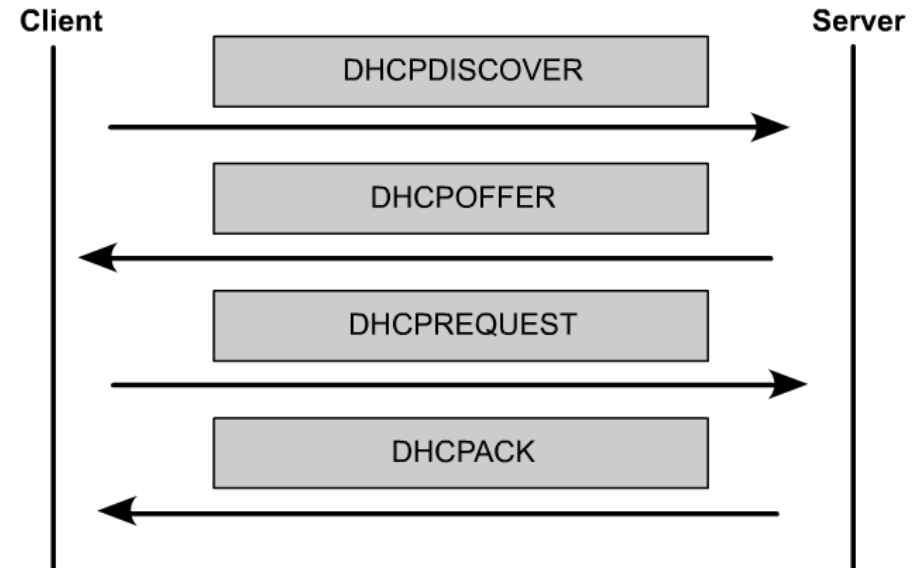 Client
Server
DHCPDISCOVER
DHCPOFFER
DHCPREQUEST
DHCPACK